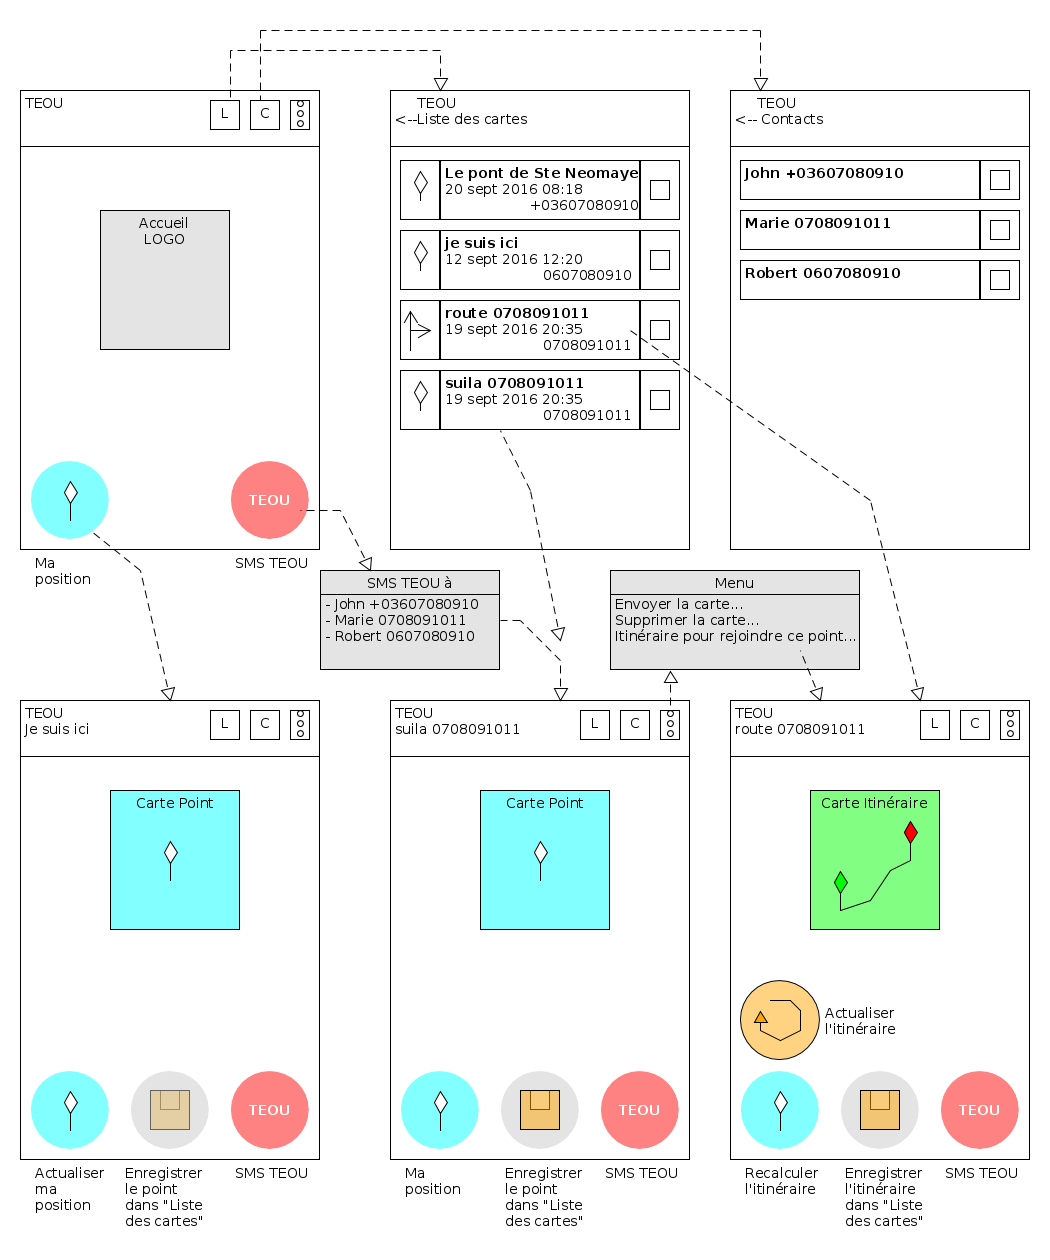 TEOU
L
C
Accueil
LOGO
TEOU
Ma
position
SMS TEOU
TEOU
<--Liste des cartes
Le pont de Ste Neomaye
20 sept 2016 08:18
+03607080910
je suis ici
12 sept 2016 12:20
0607080910
route 0708091011
19 sept 2016 20:35
0708091011
suila 0708091011
19 sept 2016 20:35
0708091011
TEOU
<-- Contacts
John +03607080910
Marie 0708091011
Robert 0607080910
SMS TEOU à
- John +03607080910
- Marie 0708091011
- Robert 0607080910
Menu
Envoyer la carte...
Supprimer la carte...
Itinéraire pour rejoindre ce point...
TEOU
Je suis ici
L
C
Carte Point
TEOU
Actualiser
ma
position
Enregistrer
le point
dans "Liste
des cartes"
SMS TEOU
TEOU
suila 0708091011
L
C
Carte Point
TEOU
Ma
position
Enregistrer
le point
dans "Liste
des cartes"
SMS TEOU
TEOU
route 0708091011
L
C
Carte Itinéraire
Actualiser
l'itinéraire
TEOU
Recalculer
l'itinéraire
Enregistrer
l'itinéraire
dans "Liste
des cartes"
SMS TEOU